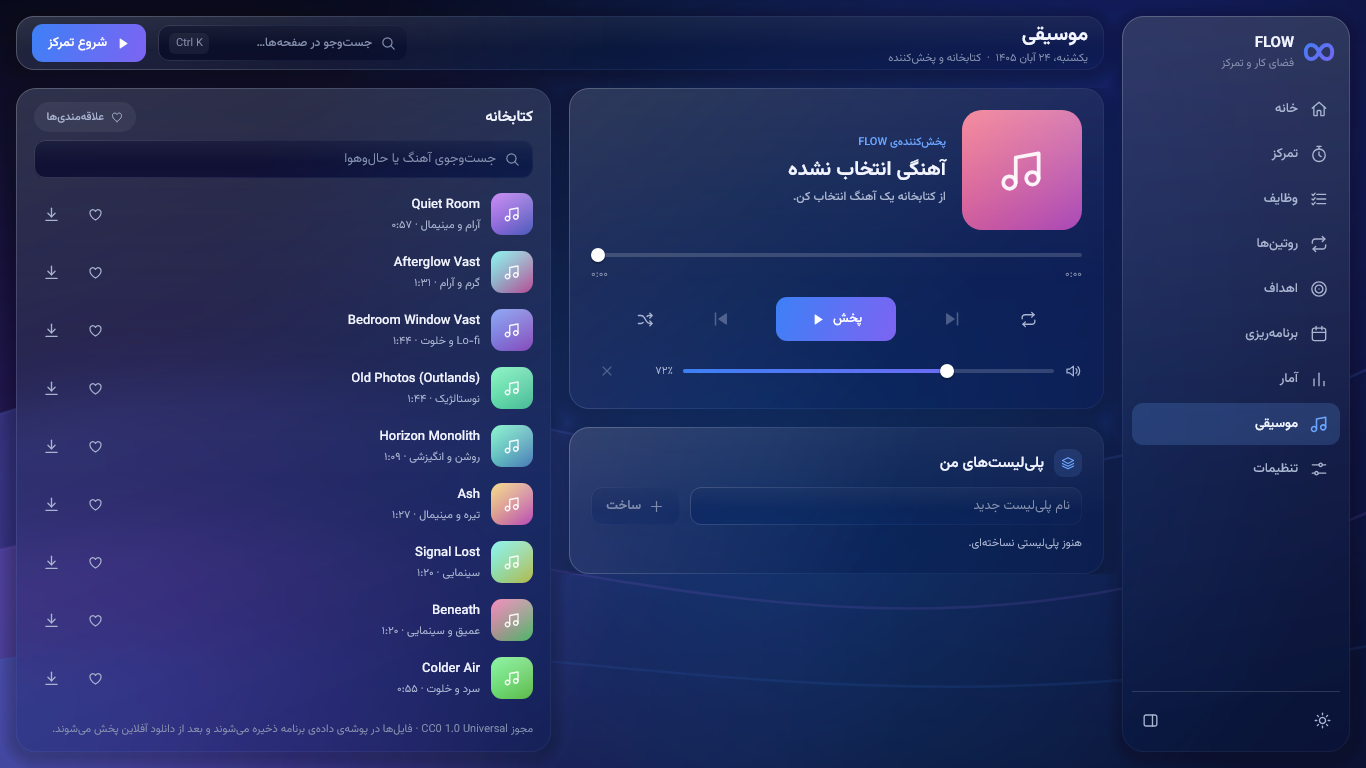 FLOW
فضای کار و تمرکز
خانه
تمرکز
وظایف
روتین‌ها
اهداف
برنامه‌ریزی
آمار
موسیقی
تنظیمات
موسیقی
یکشنبه، ۲۴ آبان ۱۴۰۵ · کتابخانه و پخش‌کننده
جست‌وجو در صفحه‌ها...
Ctrl K
شروع تمرکز
پخش‌کننده‌ی FLOW
آهنگی انتخاب نشده
از کتابخانه یک آهنگ انتخاب کن.
۰:۰۰
۰:۰۰
پخش
۷۲٪
پلی‌لیست‌های من
نام پلی‌لیست جدید
ساخت
هنوز پلی‌لیستی نساخته‌ای.
کتابخانه
علاقه‌مندی‌ها
جست‌وجوی آهنگ یا حال‌وهوا
Quiet Room
آرام و مینیمال · ۰:۵۷
Afterglow Vast
گرم و آرام · ۱:۳۱
Bedroom Window Vast
Lo-fi و خلوت · ۱:۴۴
Old Photos (Outlands)
نوستالژیک · ۱:۴۴
Horizon Monolith
روشن و انگیزشی · ۱:۰۹
Ash
تیره و مینیمال · ۱:۲۷
Signal Lost
سینمایی · ۱:۲۰
Beneath
عمیق و سینمایی · ۱:۲۰
Colder Air
سرد و خلوت · ۰:۵۵
مجوز CC0 1.0 Universal · فایل‌ها در پوشه‌ی داده‌ی برنامه ذخیره می‌شوند و بعد از دانلود آفلاین پخش می‌شوند.